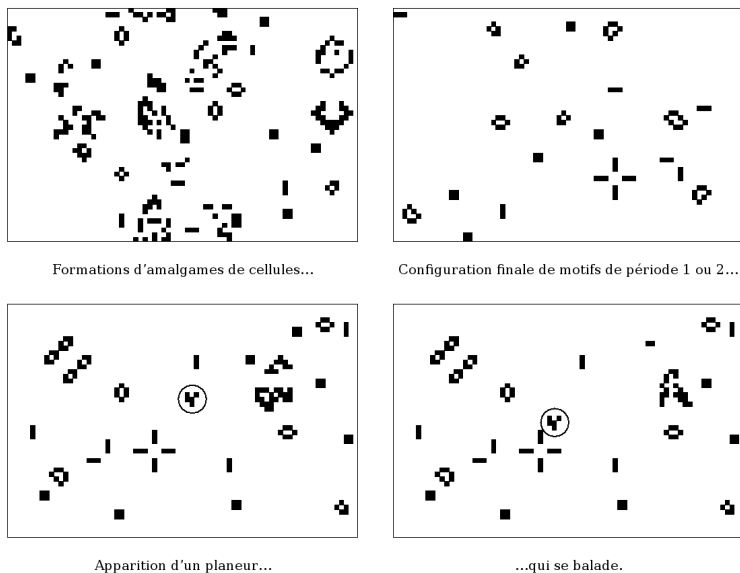 Formations d’amalgames de cellules…
Configuration finale de motifs de période 1 ou 2…
Apparition d’un planeur…
…qui se balade.